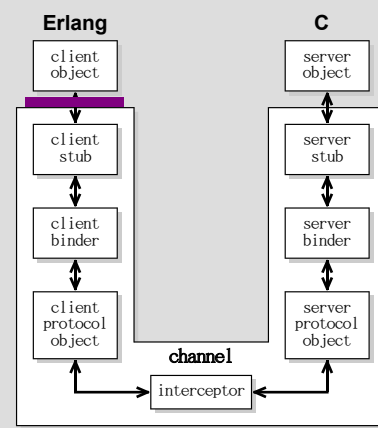 Erlang
C
client
object
server
object
client
stub
server
stub
client
binder
server
binder
client
protocol
object
server
protocol
object
channel
interceptor